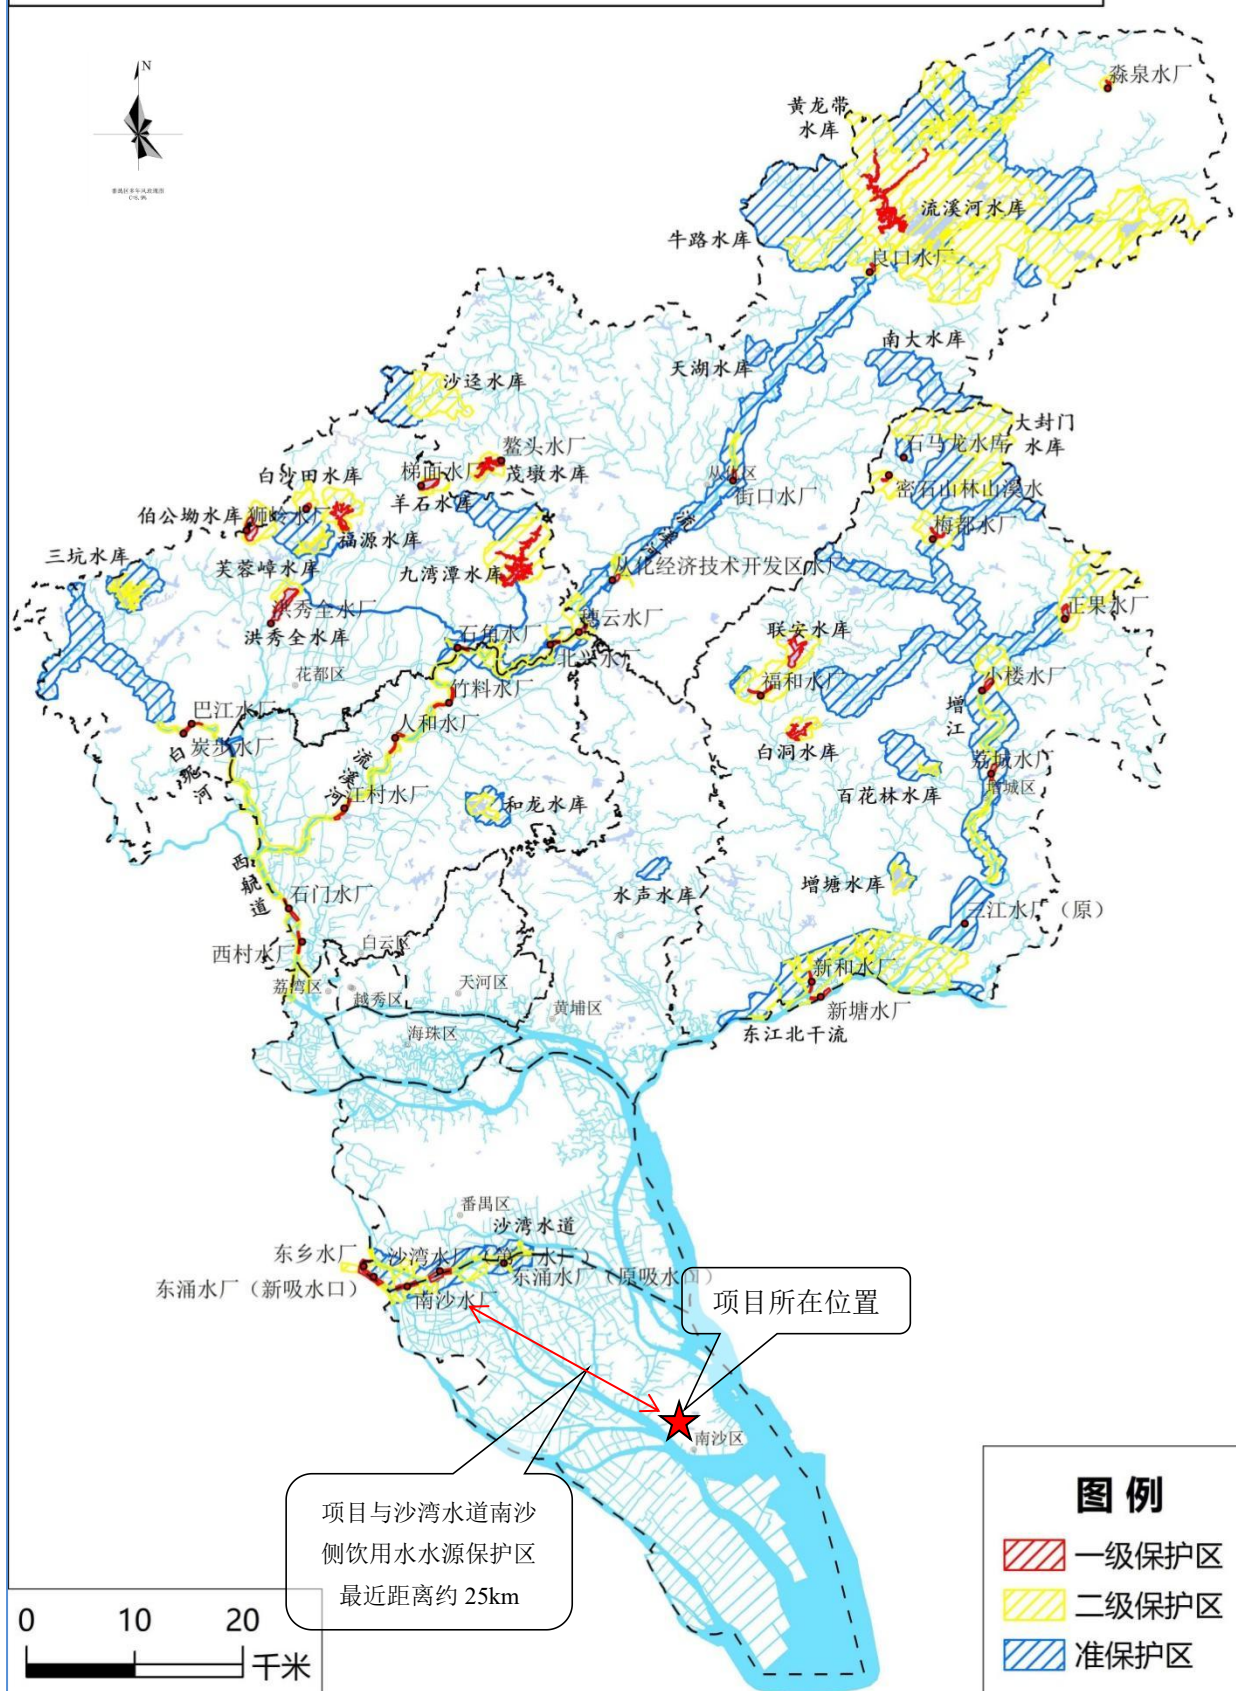 N
淼泉水厂
黄龙带
水库
流溪河水库
牛路水库
良口水厂
南大水库
天湖水库
沙迳水库
大封门
水库
石马龙水库
鳌头水厂
梯面水厂
茂墩水库
从化区
街口水厂
密石山林山溪水
白沙田水库
羊石水库
伯公坳水库
狮岭水厂
福源水库
梅都水厂
流溪河
三坑水库
芙蓉嶂水库
九湾潭水库
从化经济技术开发区水厂
洪秀全水厂
洪秀全水库
穗云水厂
石角水厂
北兴水厂
联安水库
正果水厂
花都区
竹料水厂
福和水厂
小楼水厂
增江
巴江水厂
炭步水厂
人和水厂
白坭河
流溪河
白洞水库
荔城水厂
增城区
江村水厂
和龙水库
百花林水库
西航道
水声水库
增塘水库
石门水厂
三江水厂（原）
西村水厂
白云区
新和水厂
荔湾区
越秀区
天河区
黄埔区
新塘水厂
海珠区
东江北干流
番禺区
沙湾水道
东乡水厂
沙湾水厂（第一水厂）
东涌水厂（新吸水口）
东涌水厂（原吸水口）
南沙水厂
项目所在位置
南沙区
项目与沙湾水道南沙
侧饮用水水源保护区
最近距离约 25km
图 例
一级保护区
二级保护区
准保护区
0 10 20
千米